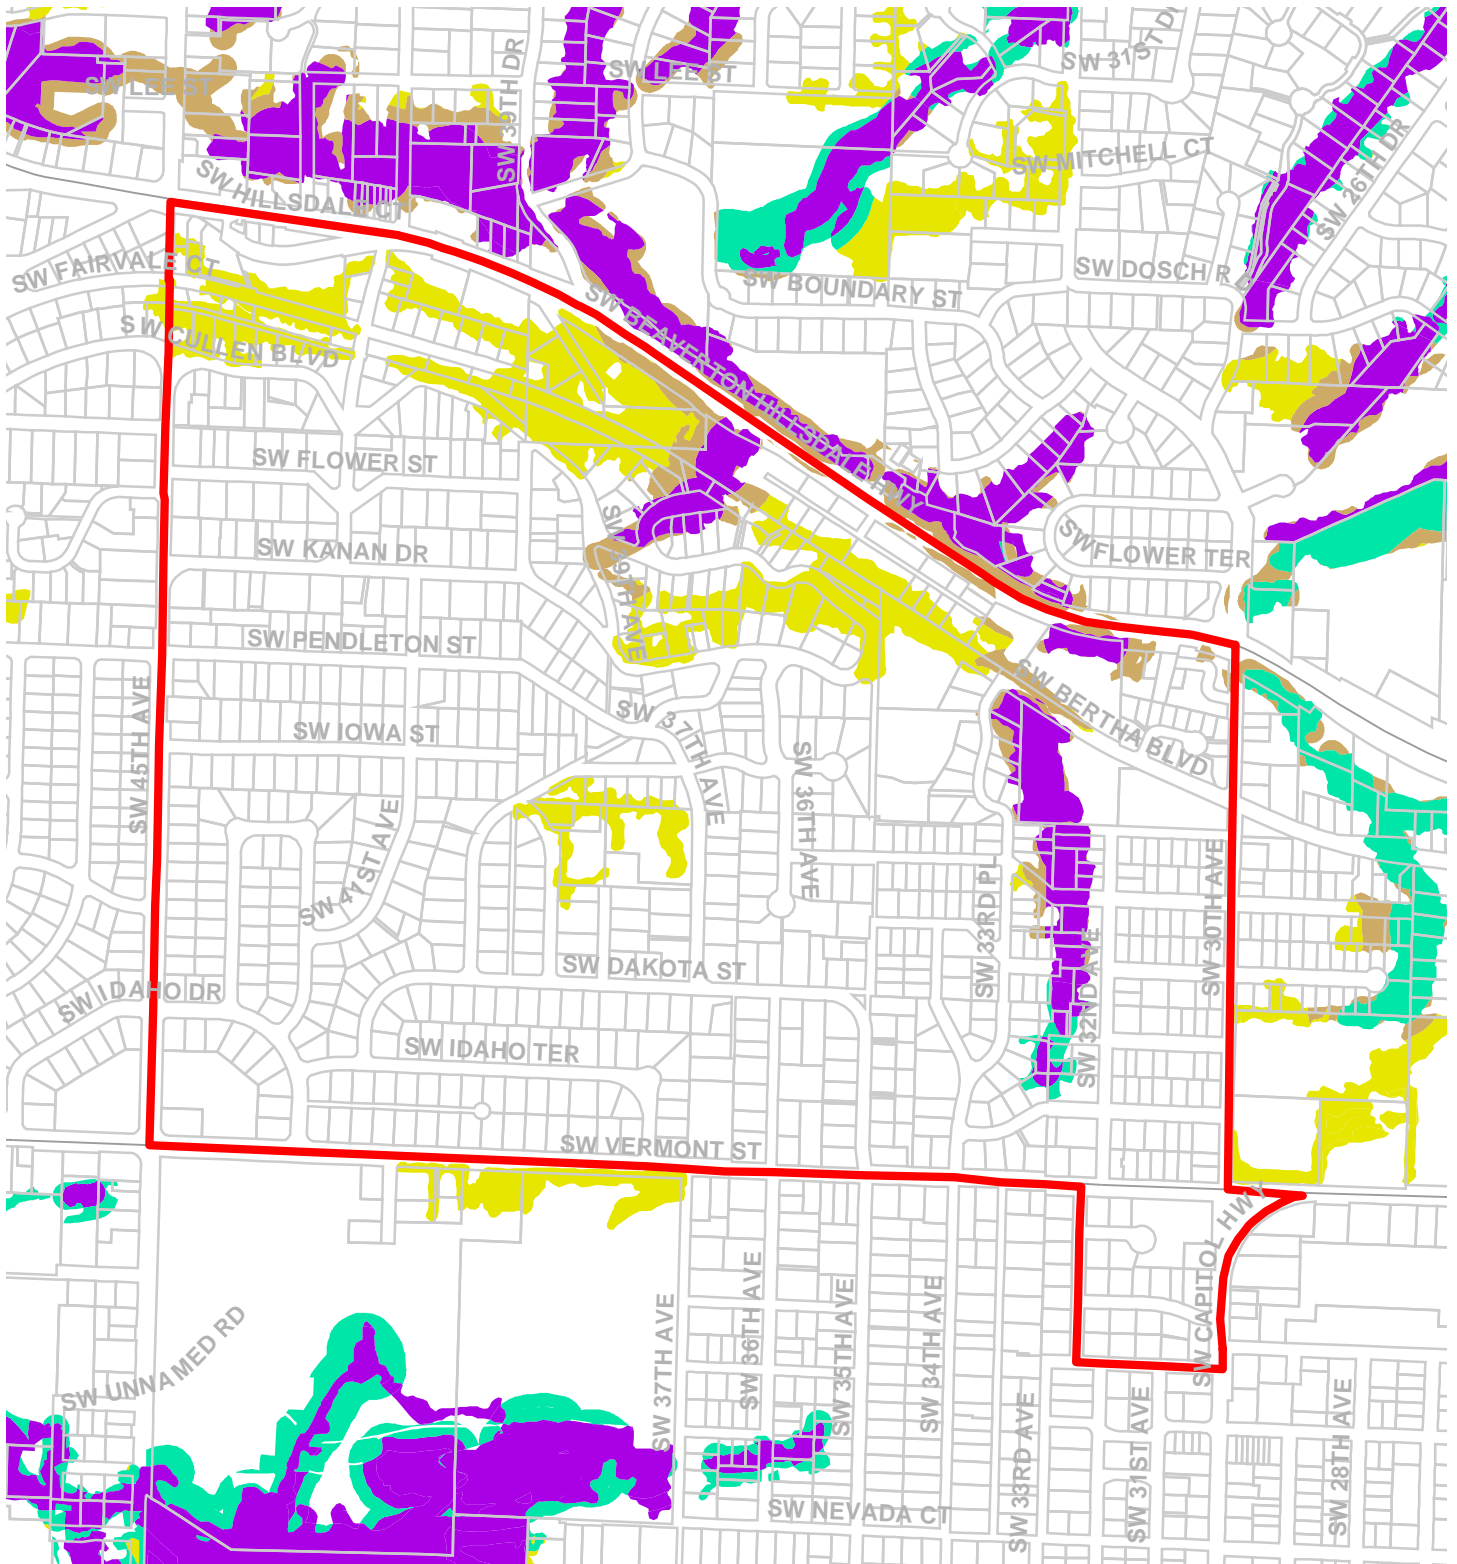 SW LEE ST
SW 39TH DR
SW LEE ST
SW 31ST DR
SW HILLSDALE CT
SW MITCHELL CT
SW 26TH DR
SW FAIRVALE CT
SW BOUNDARY ST
SW DOSCH RD
SW CULLEN BLVD
SW BEAVERTON HILLSDALE HWY
SW FLOWER ST
SW KANAN DR
SW 39TH AVE
SW FLOWER TER
SW PENDLETON ST
SW 45TH AVE
SW IOWA ST
SW 37TH AVE
SW BERTHA BLVD
SW 36TH AVE
SW 41ST AVE
SW 33RD PL
SW 30TH AVE
SW DAKOTA ST
SW 32ND AVE
SW IDAHO DR
SW IDAHO TER
SW VERMONT ST
SW CAPITOL HWY
SW UNNAMED RD
SW 37TH AVE
SW 36TH AVE
SW 35TH AVE
SW 34TH AVE
SW 33RD AVE
SW 31ST AVE
SW 28TH AVE
SW NEVADA CT